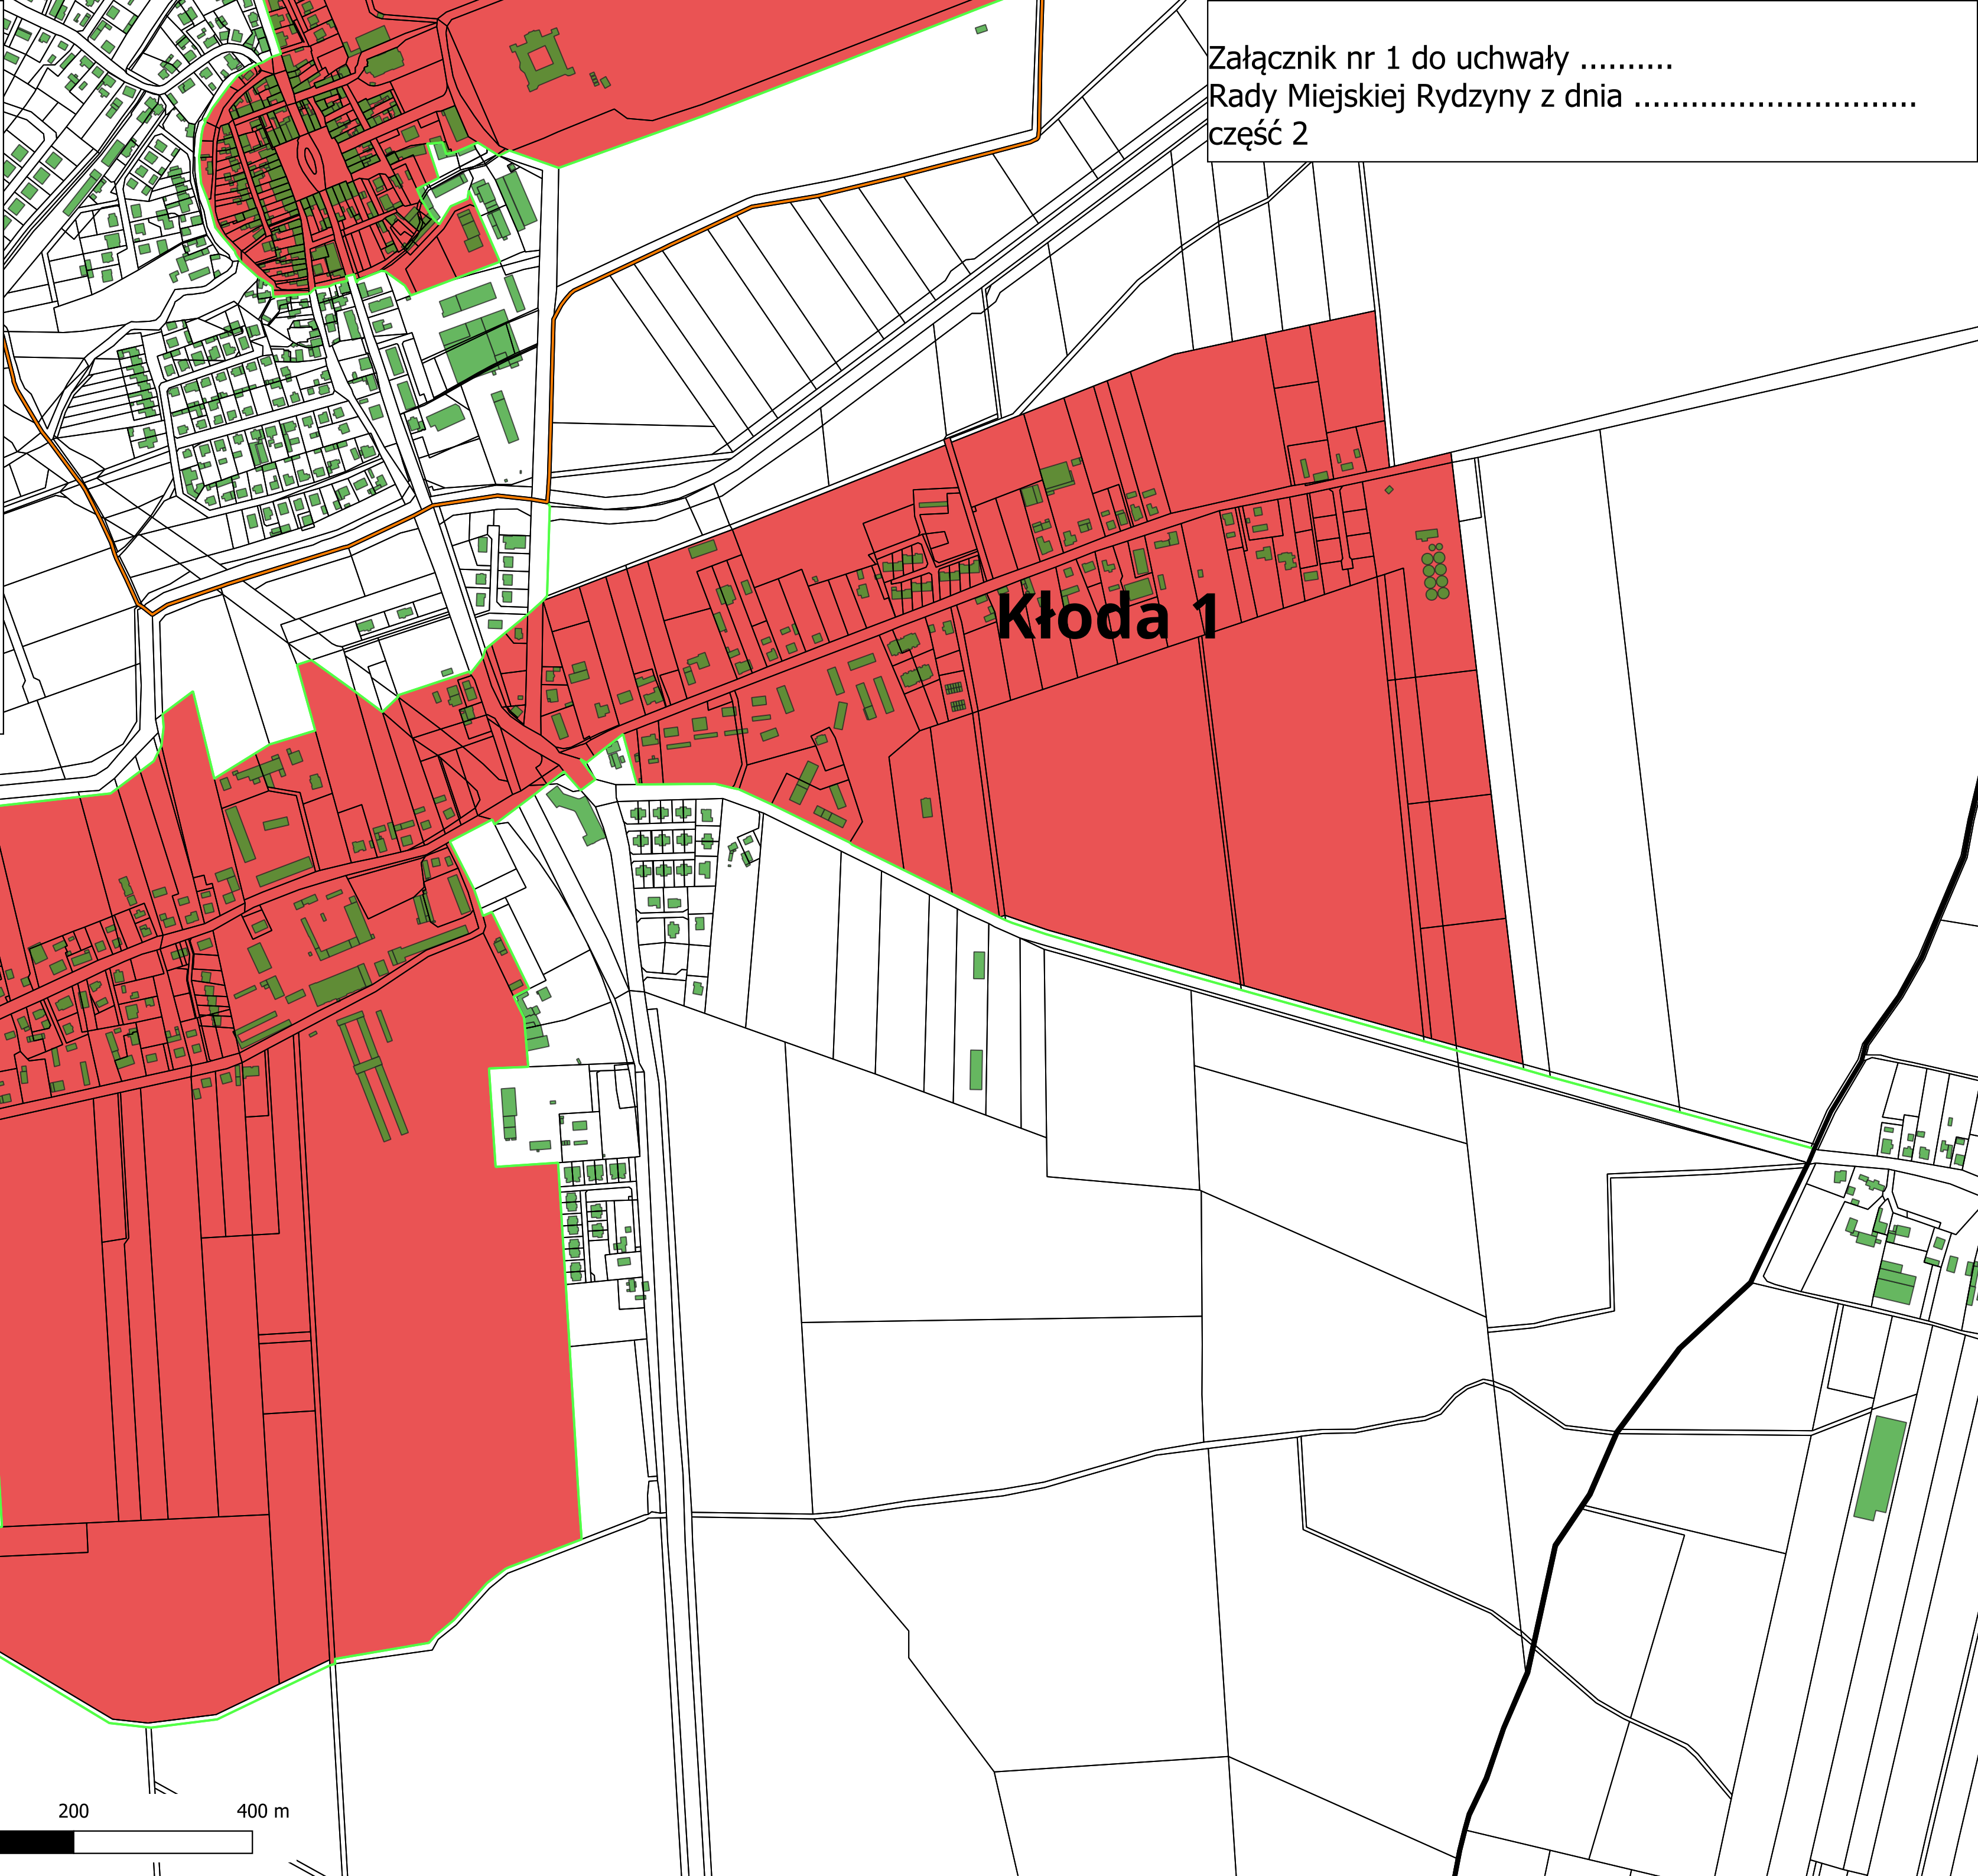 Załącznik nr 1 do uchwały ..........
Rady Miejskiej Rydzyny z dnia ..............................
część 2
Kłoda 1
200 400 m